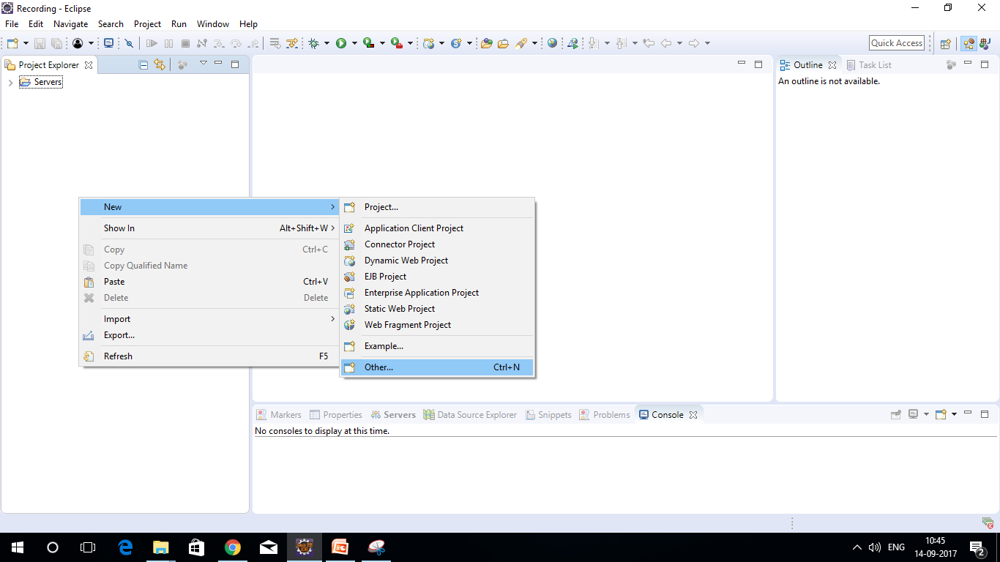 Recording - Eclipse
File Edit Navigate Search Project Run Window Help
Quick Access
Project Explorer
Servers
Outline Task List
An outline is not available.
New
Show In Alt+Shift+W
Copy Ctrl+C
Copy Qualified Name
Paste Ctrl+V
Delete Delete
Import
Export...
Refresh F5
Project...
Application Client Project
Connector Project
Dynamic Web Project
EJB Project
Enterprise Application Project
Static Web Project
Web Fragment Project
Example...
Other... Ctrl+N
Markers Properties Servers Data Source Explorer Snippets Problems Console
No consoles to display at this time.
Java EE
IDE
ENG
10:45
14-09-2017
2